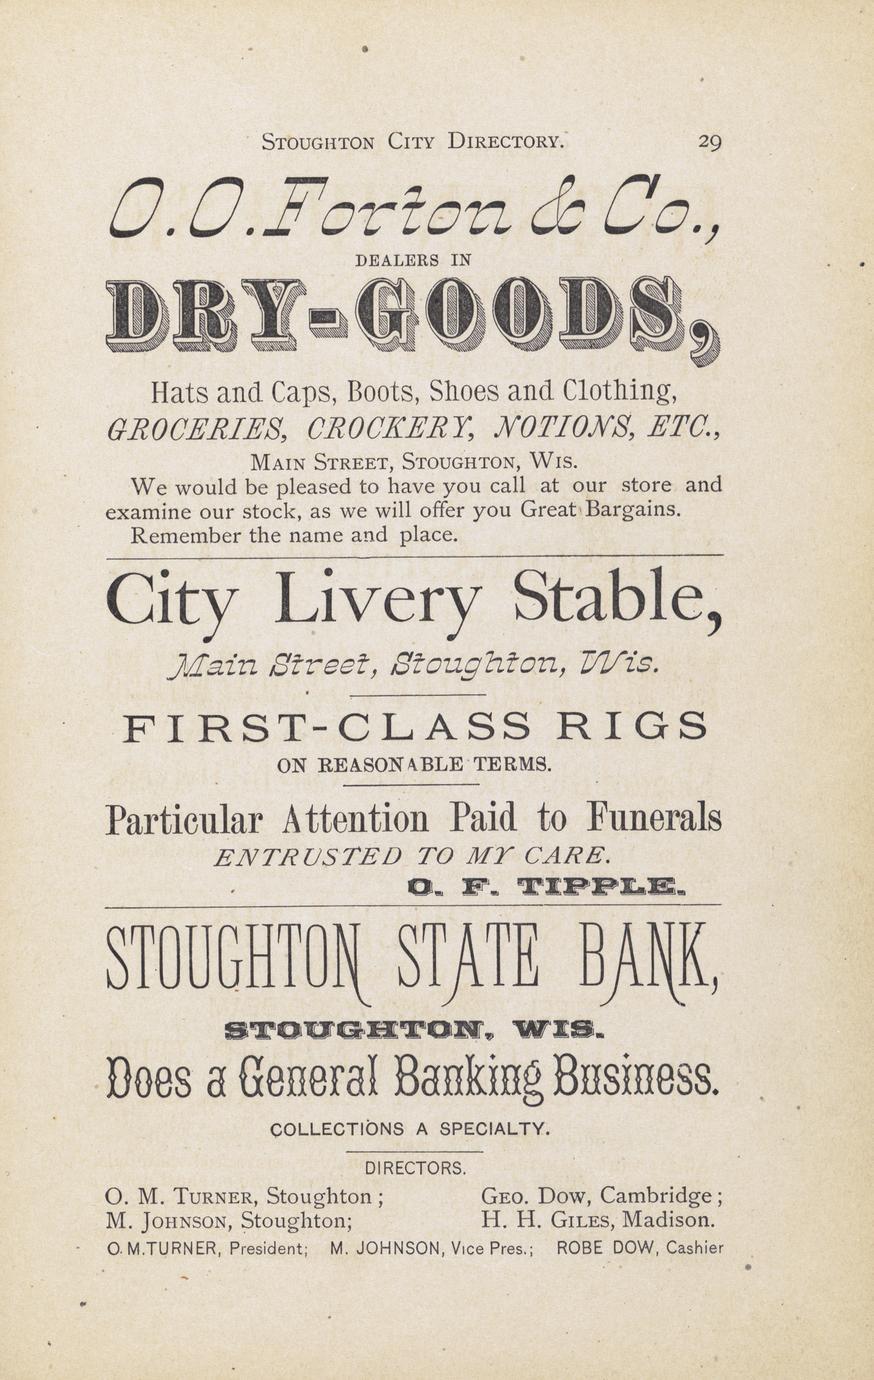 STOUGHTON CITY DIRECTORY. 29
O. O. Forton & Co.,
DEALERS IN
DRY-GOODS,
Hats and Caps, Boots, Shoes and Clothing,
GROCERIES, CROCKERY, NOTIONS, ETC.,
MAIN STREET, STOUGHTON, WIS.
We would be pleased to have you call at our store and
examine our stock, as we will offer you Great Bargains.
Remember the name and place.
City Livery Stable,
Main Street, Stoughton, Wis.
FIRST-CLASS RIGS
ON REASONABLE TERMS.
Particular Attention Paid to Funerals
ENTRUSTED TO MY CARE.
O. F. TIPPLE.
STOUGHTON STATE BANK,
STOUGHTON, WIS.
Does a General Banking Business.
COLLECTIONS A SPECIALTY.
DIRECTORS.
O. M. TURNER, Stoughton; GEO. DOW, Cambridge;
M. JOHNSON, Stoughton; H. H. GILES, Madison.
O. M. TURNER, President; M. JOHNSON, Vice Pres.; ROBE DOW, Cashier